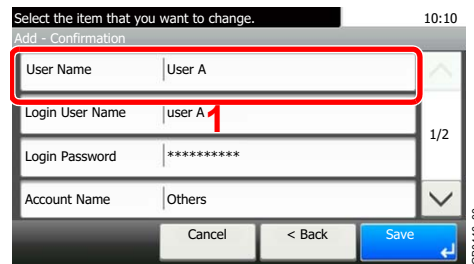 Select the item that you want to change.
10:10
Add - Confirmation
User Name User A
Login User Name user A
1
1/2
Login Password **********
Account Name Others
Cancel < Back Save